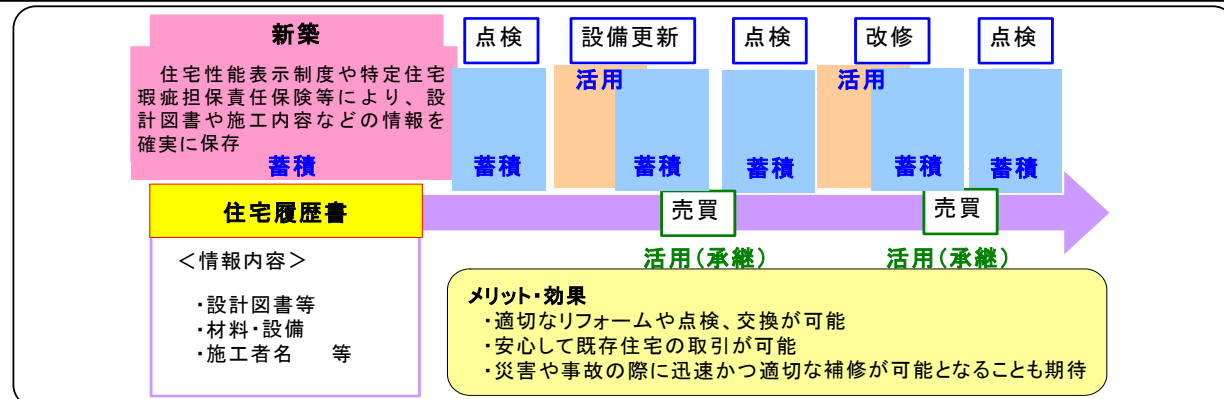 新築
住宅性能表示制度や特定住宅
瑕疵担保責任保険等により、設
計図書や施工内容などの情報を
確実に保存
蓄積
点検
蓄積
設備更新
活用
蓄積
点検
蓄積
改修
活用
蓄積
点検
蓄積
住宅履歴書
売買
売買
活用(承継)
活用(承継)
<情報内容>
・設計図書等
・材料・設備
・施工者名 等
メリット・効果
・適切なリフォームや点検、交換が可能
・安心して既存住宅の取引が可能
・災害や事故の際に迅速かつ適切な補修が可能となることも期待